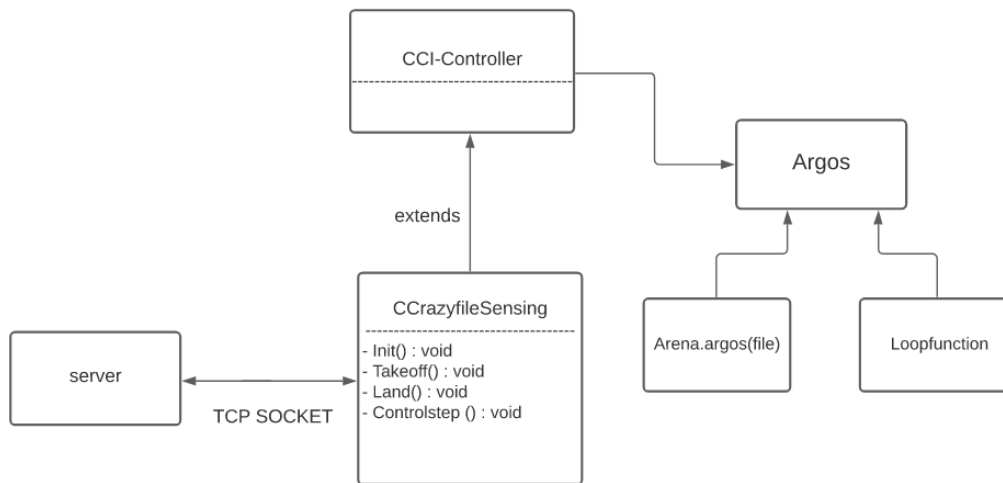 CCI-Controller
Argos
extends
CCrazyfileSensing
- Init() : void
- Takeoff() : void
- Land() : void
- Controlstep () : void
Arena.argos(file)
Loopfunction
server
TCP SOCKET